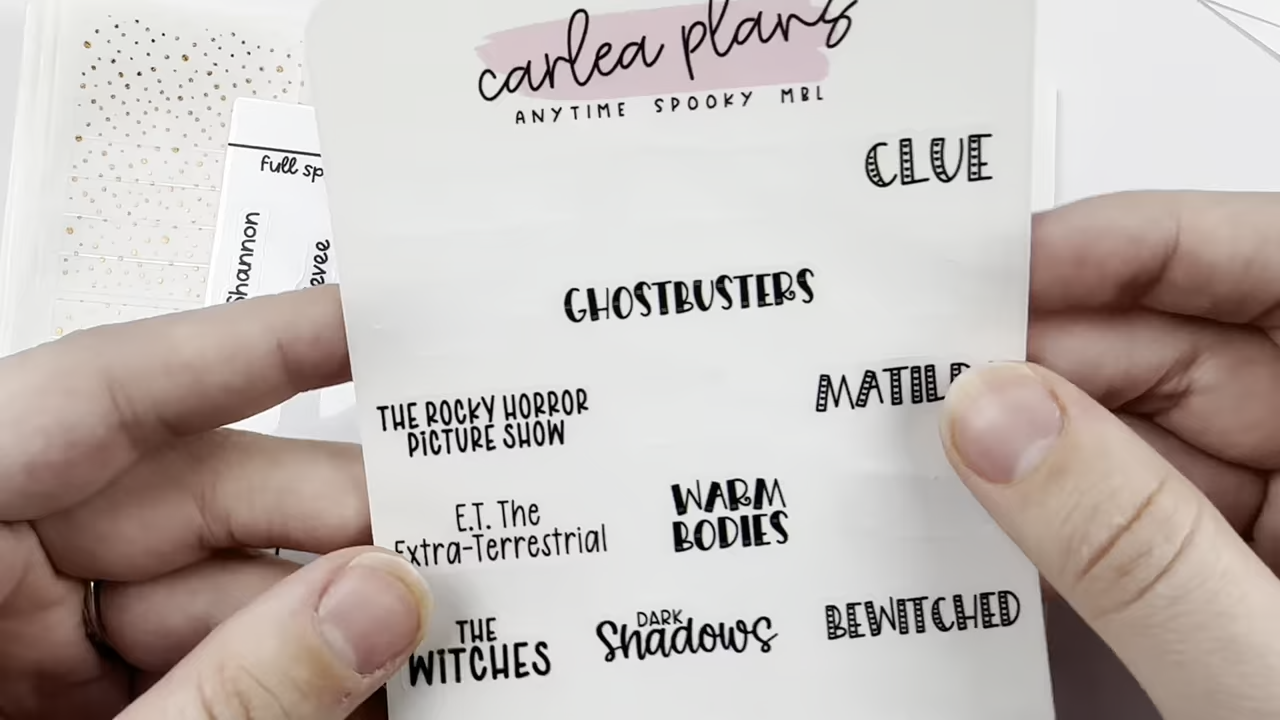 carlea plans
ANYTIME SPOOKY MBL
full sp
Shannon
CLUE
GHOSTBUSTERS
THE ROCKY HORROR
PICTURE SHOW
E.T. The
Extra-Terrestrial
WARM
BODIES
THE
WITCHES
DARK
Shadows
BEWITCHED